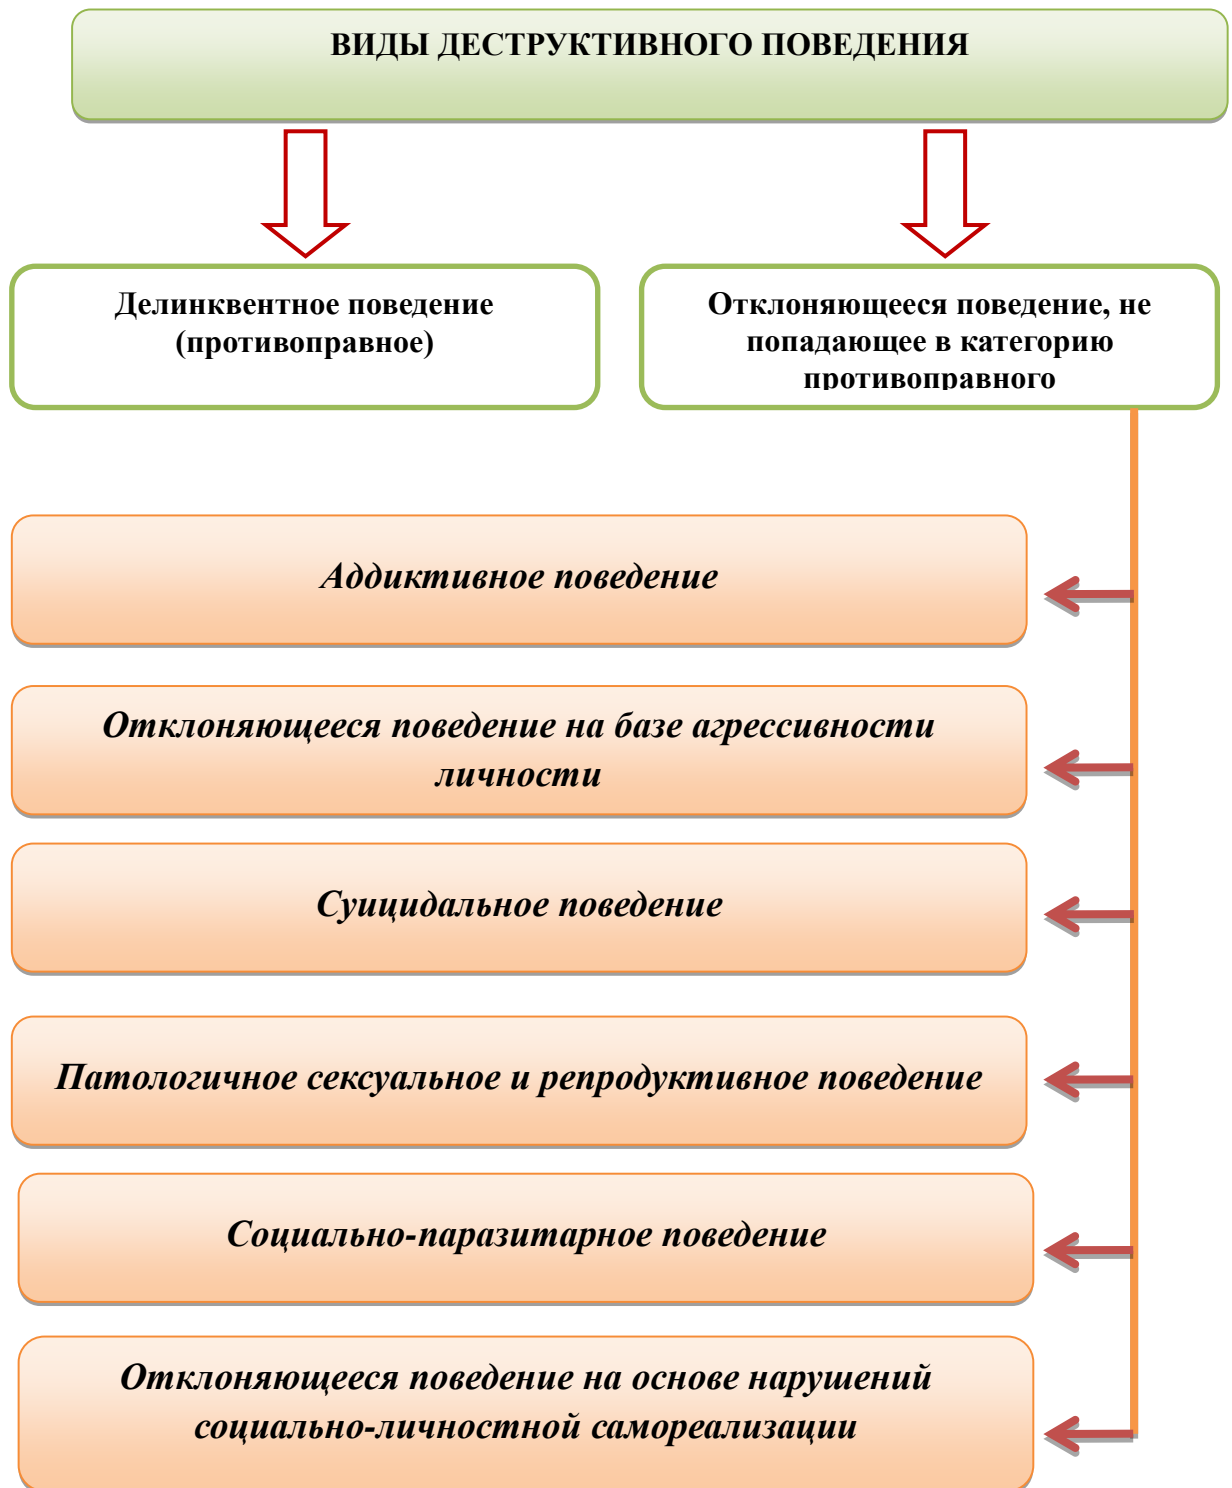 ВИДЫ ДЕСТРУКТИВНОГО ПОВЕДЕНИЯ
Делинквентное поведение
(противоправное)
Отклоняющееся поведение, не
попадающее в категорию
противоправного
Аддиктивное поведение
Отклоняющееся поведение на базе агрессивности
личности
Суицидальное поведение
Патологичное сексуальное и репродуктивное поведение
Социально-паразитарное поведение
Отклоняющееся поведение на основе нарушений
социально-личностной самореализации